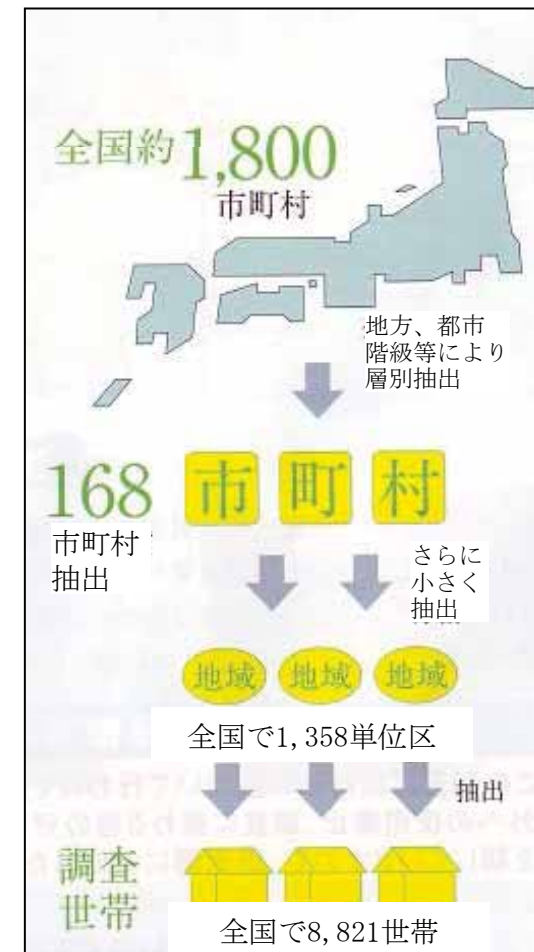 全国約1,800
市町村
地方、都市
階級等により
層別抽出
168 市 町 村
市町村
抽出
さらに
小さく
抽出
地域 地域 地域
全国で1,358単位区
抽出
調査
世帯
全国で8,821世帯